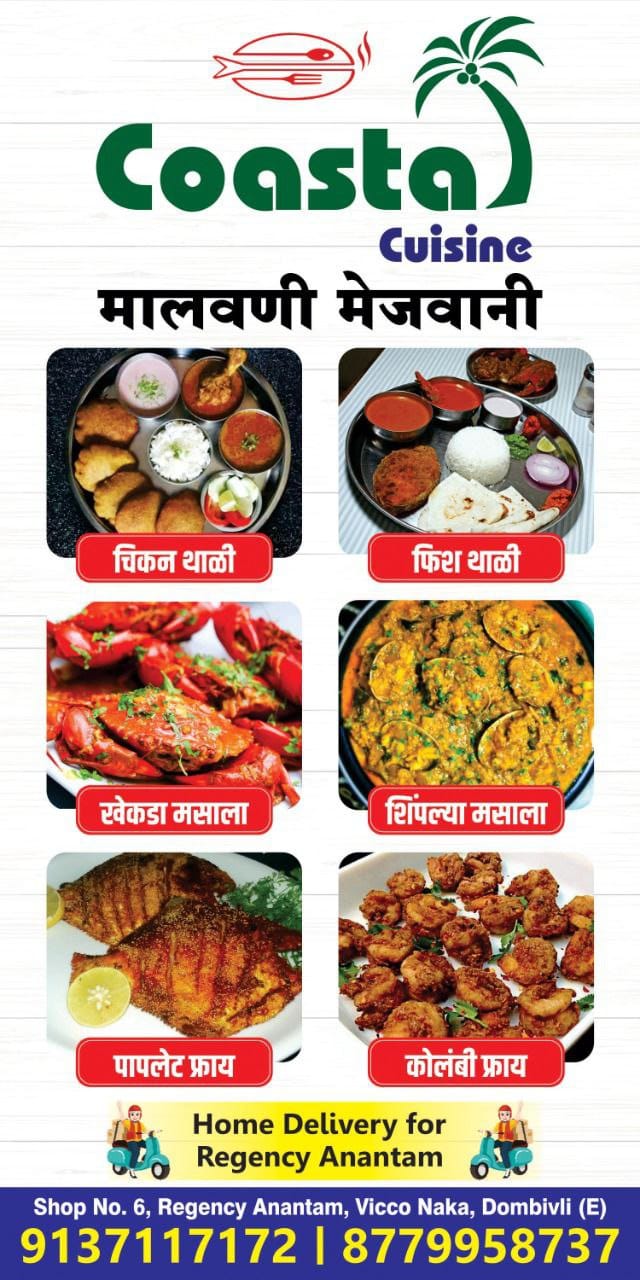 Coastal
Cuisine
मालवणी मेजवानी
चिकन थाळी
फिश थाळी
खेकडा मसाला
शिंपल्या मसाला
पापलेट फ्राय
कोलंबी फ्राय
Home Delivery for
Regency Anantam
Shop No. 6, Regency Anantam, Vicco Naka, Dombivli (E)
9137117172 | 8779958737